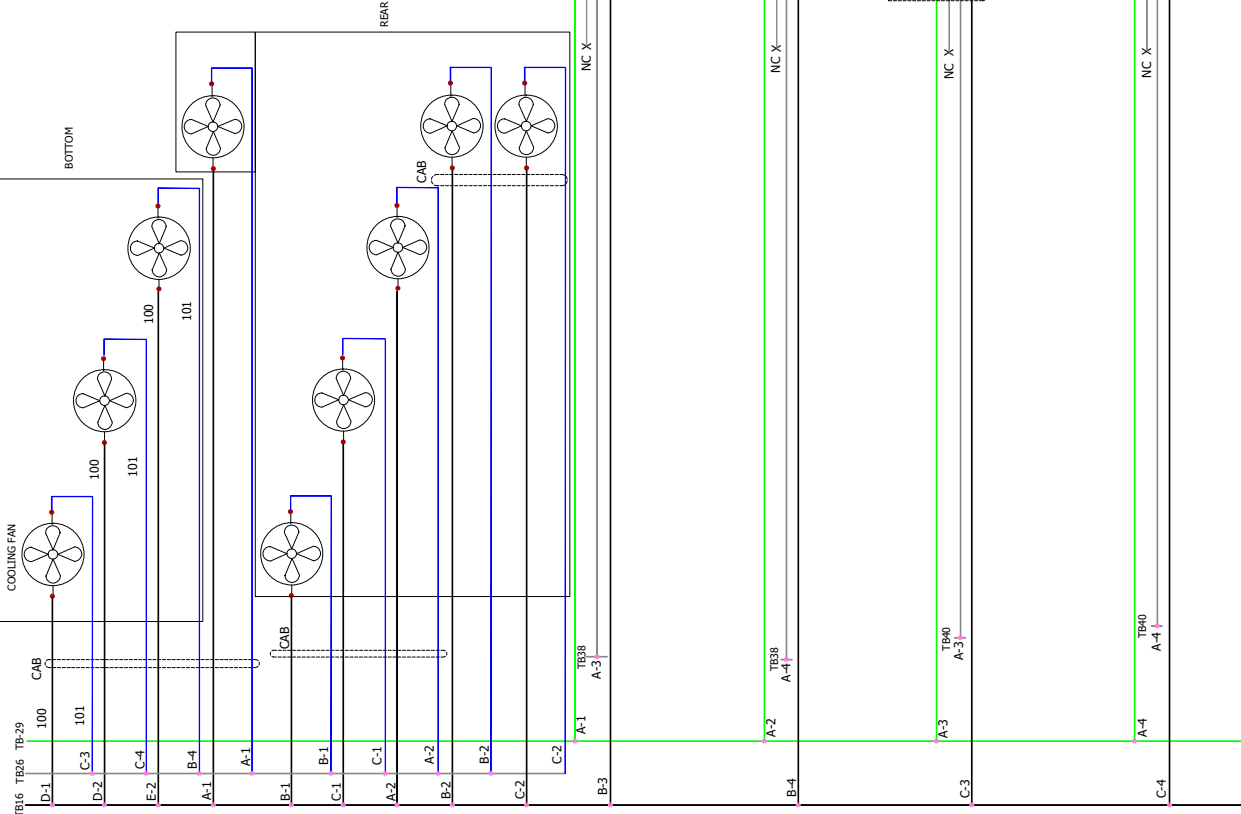 REAR
BOTTOM
NC X
NC X
NC X
NC X
CAB
100
101
100
101
COOLING FAN
CAB
CAB
100
101
TB38
A-3
TB38
A-4
TB40
A-3
TB40
A-4
TB-29
A-1
A-2
A-3
A-4
TB26
C-3
C-4
B-4
A-1
B-1
C-1
A-2
B-2
C-2
TB16
D-1
D-2
E-2
A-1
B-1
C-1
A-2
B-2
C-2
B-3
B-4
C-3
C-4